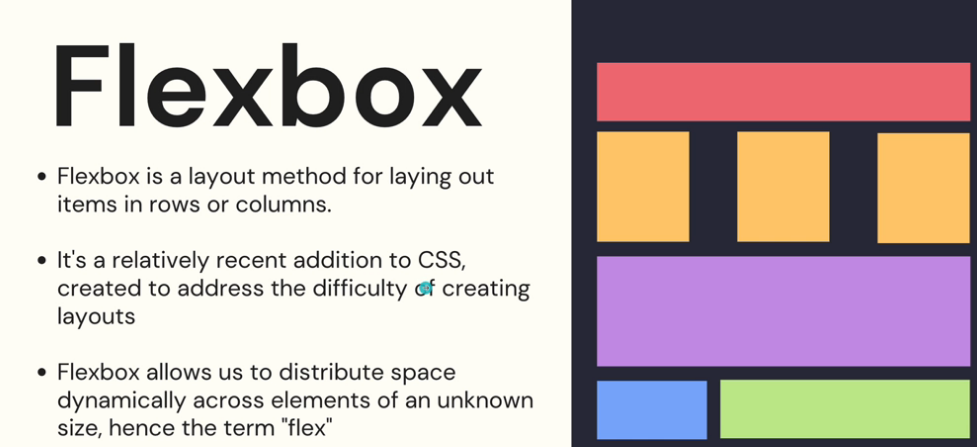 Flexbox
• Flexbox is a layout method for laying out
items in rows or columns.
• It's a relatively recent addition to CSS,
created to address the difficulty of creating
layouts
• Flexbox allows us to distribute space
dynamically across elements of an unknown
size, hence the term "flex"